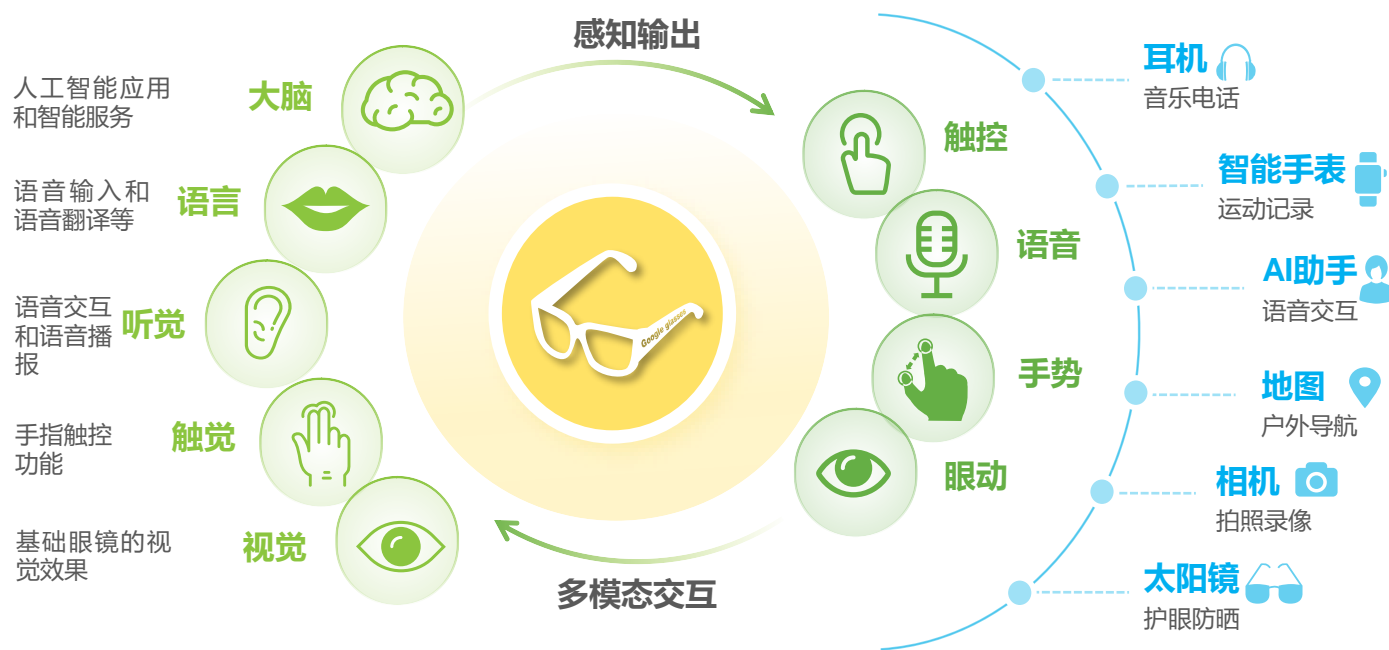 感知输出
大脑
人工智能应用
和智能服务
语言
语音输入和
语音翻译等
听觉
语音交互
和语音播
报
触觉
手指触控
功能
视觉
基础眼镜的视
觉效果
Google glasses
多模态交互
触控
语音
手势
眼动
耳机
音乐电话
智能手表
运动记录
AI助手
语音交互
地图
户外导航
相机
拍照录像
太阳镜
护眼防晒